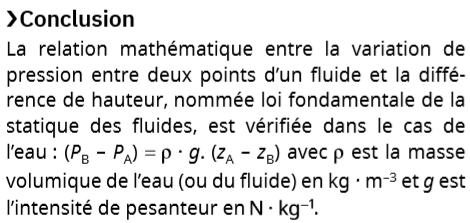 ❯Conclusion
La relation mathématique entre la variation de
pression entre deux points d’un fluide et la diffé-
rence de hauteur, nommée loi fondamentale de la
statique des fluides, est vérifiée dans le cas de
l’eau : (P_B – P_A) = ρ · g. (z_A – z_B) avec ρ est la masse
volumique de l’eau (ou du fluide) en kg · m⁻³ et g est
l’intensité de pesanteur en N · kg⁻¹.